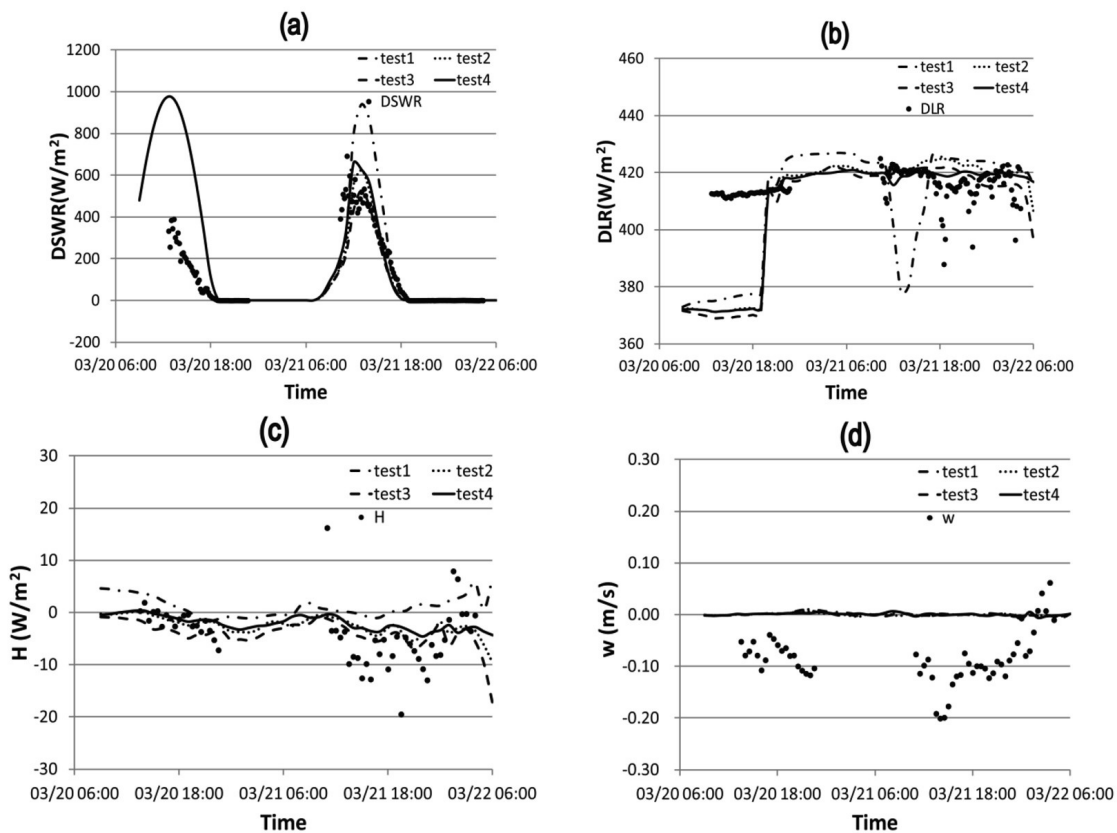 (a)
1200
1000
800
600
400
200
0
-200
DSWR(W/m²)
test1 test2
test3 test4
DSWR
03/20 06:00 03/20 18:00 03/21 06:00 03/21 18:00 03/22 06:00
Time
(b)
460
440
420
400
380
360
DLR(W/m²)
test1 test2
test3 test4
DLR
03/20 06:00 03/20 18:00 03/21 06:00 03/21 18:00 03/22 06:00
Time
(c)
30
20
10
0
-10
-20
-30
H (W/m²)
test1 test2
test3 test4
H
03/20 06:00 03/20 18:00 03/21 06:00 03/21 18:00 03/22 06:00
Time
(d)
0.30
0.20
0.10
0.00
-0.10
-0.20
-0.30
w (m/s)
test1 test2
test3 test4
w
03/20 06:00 03/20 18:00 03/21 06:00 03/21 18:00 03/22 06:00
Time